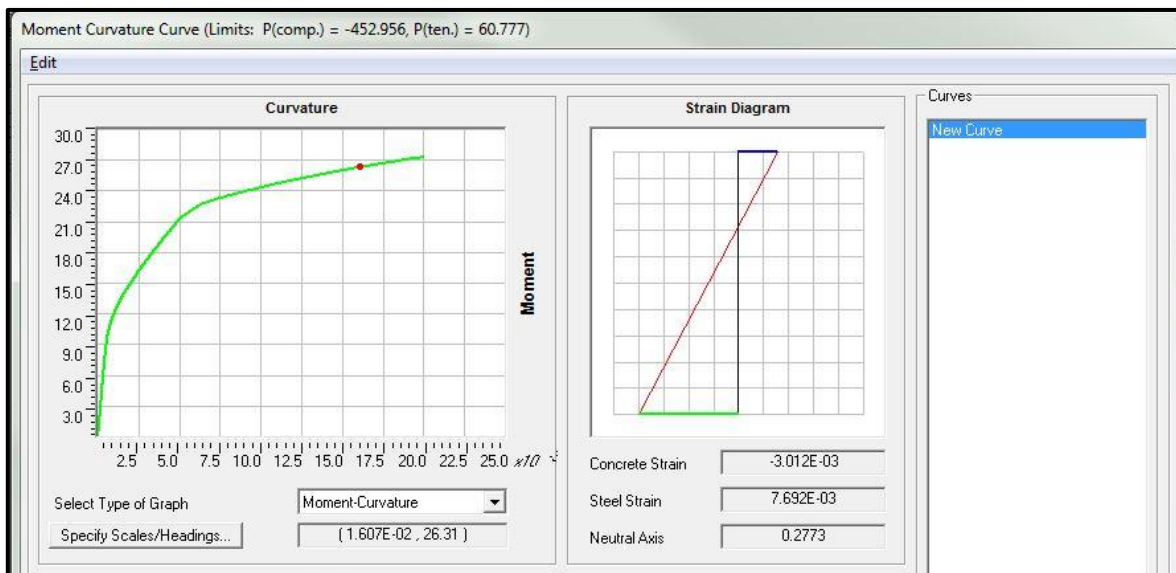 Moment Curvature Curve (Limits: P(comp.) = -452.956, P(ten.) = 60.777)
Edit
Curvature
30.0
27.0
24.0
21.0
18.0
15.0
12.0
9.0
6.0
3.0
2.5 5.0 7.5 10.0 12.5 15.0 17.5 20.0 22.5 25.0 x10 -3
Moment
Select Type of Graph Moment-Curvature
Specify Scales/Headings... ( 1.607E-02 , 26.31 )
Strain Diagram
Concrete Strain -3.012E-03
Steel Strain 7.692E-03
Neutral Axis 0.2773
Curves
New Curve